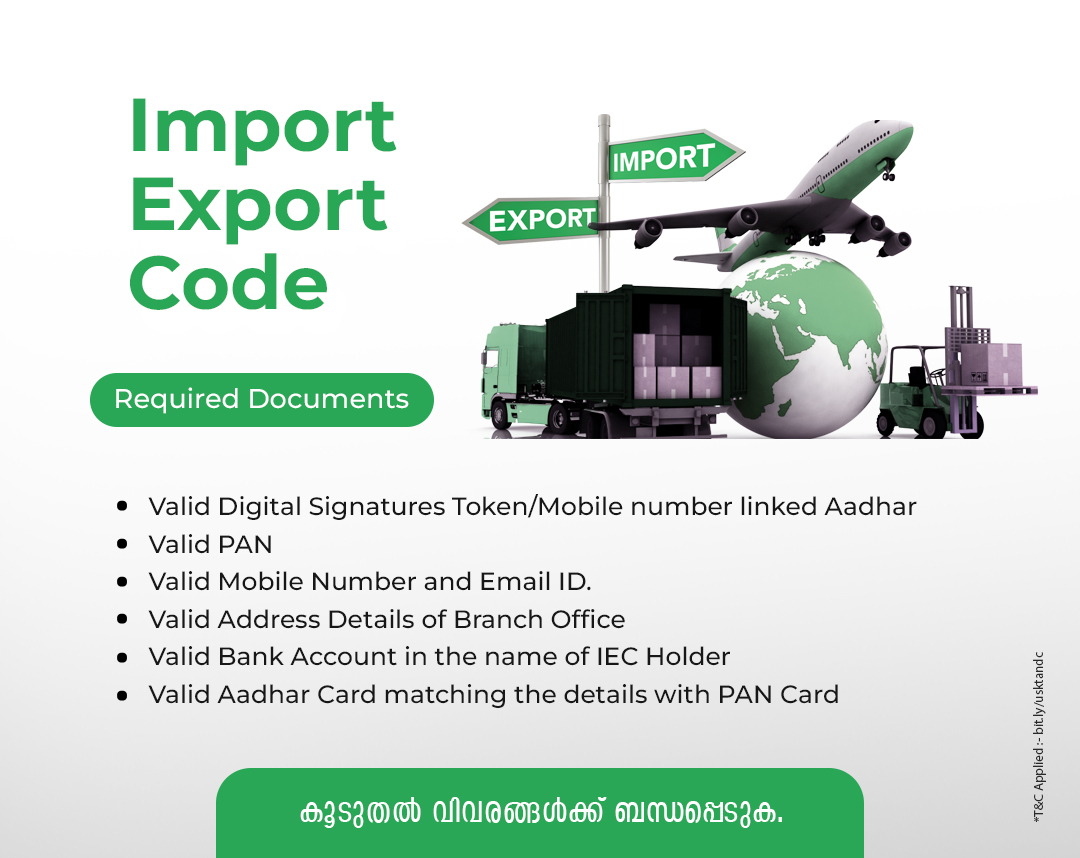 Import
Export
Code
IMPORT
EXPORT
Required Documents
• Valid Digital Signatures Token/Mobile number linked Aadhar
• Valid PAN
• Valid Mobile Number and Email ID.
• Valid Address Details of Branch Office
• Valid Bank Account in the name of IEC Holder
• Valid Aadhar Card matching the details with PAN Card
കൂടുതൽ വിവരങ്ങൾക്ക് ബന്ധപ്പെടുക.
*T&C Applied :- bit.ly/usktandc